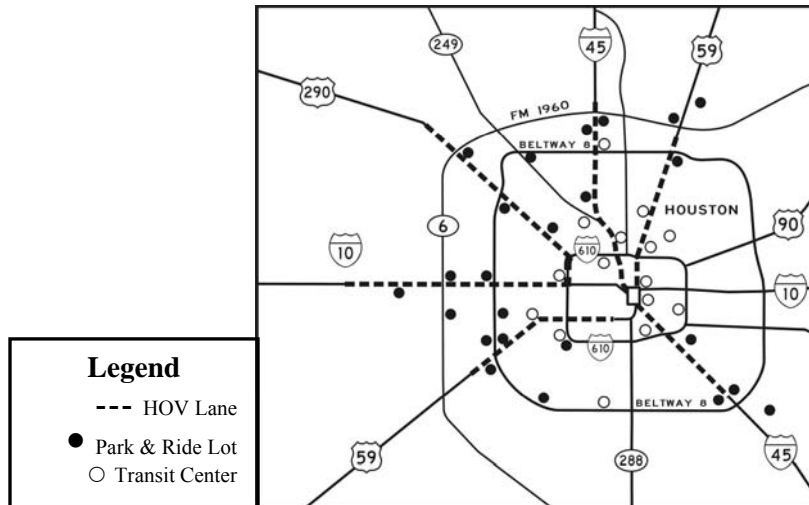 249
45
59
290
FM 1960
BELTWAY 8
HOUSTON
6
90
610
10
10
Legend
HOV Lane
610
Park & Ride Lot
BELTWAY 8
Transit Center
59
288
45